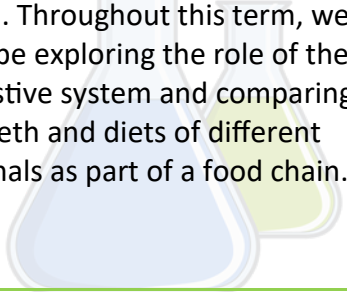 . Throughout this term, we
be exploring the role of the
stive system and comparing
eth and diets of different
nals as part of a food chain.